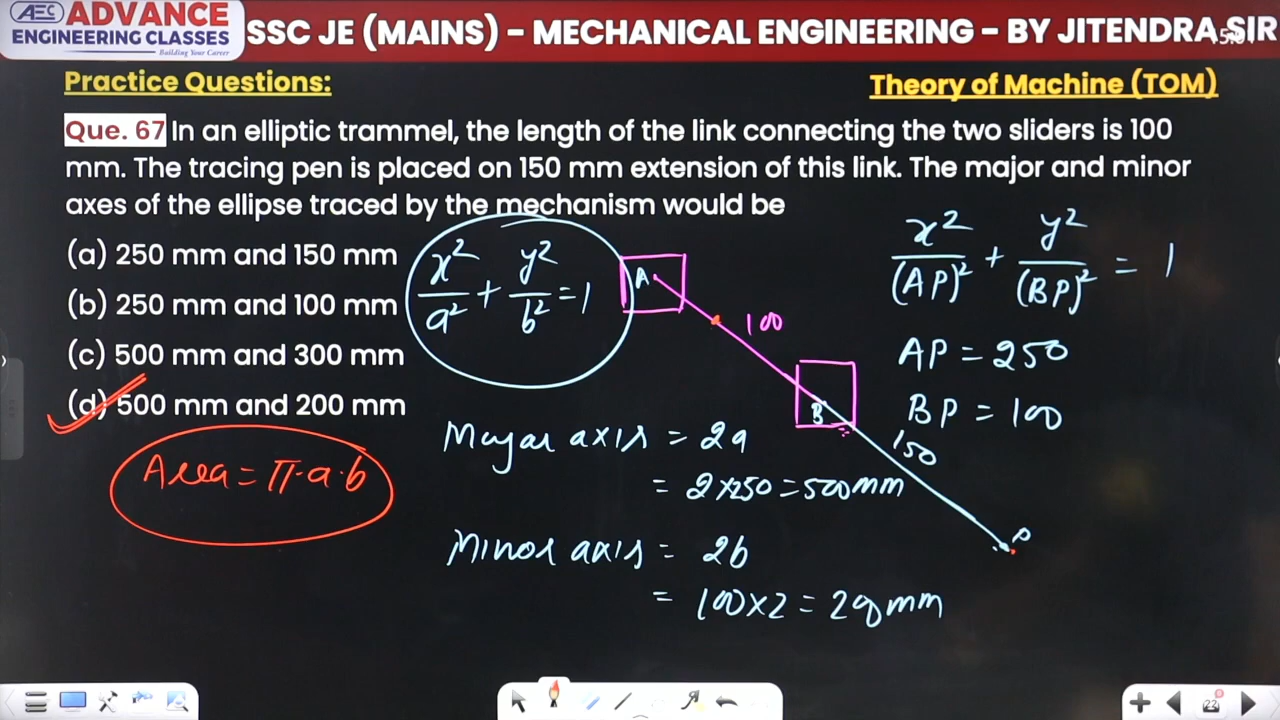 AEC ADVANCE
ENGINEERING CLASSES
Building Your Career
SSC JE (MAINS) – MECHANICAL ENGINEERING – BY JITENDRA SIR
Practice Questions:
Theory of Machine (TOM)
Que. 67 In an elliptic trammel, the length of the link connecting the two sliders is 100
mm. The tracing pen is placed on 150 mm extension of this link. The major and minor
axes of the ellipse traced by the mechanism would be
(a) 250 mm and 150 mm
(b) 250 mm and 100 mm
(c) 500 mm and 300 mm
(d) 500 mm and 200 mm
x²/a² + y²/b² = 1
A
100
B
150
P
x²/(AP)² + y²/(BP)² = 1
AP = 250
BP = 100
Major axis = 2a
= 2×250 = 500mm
Minor axis = 2b
= 100×2 = 200mm
Area = π·a·b
22